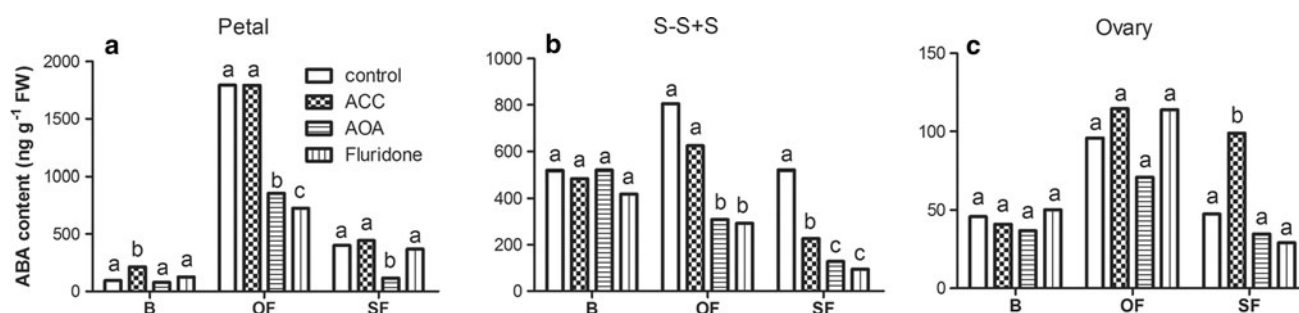 Petal
S-S+S
Ovary
a
b
c
ABA content (ng g⁻¹ FW)
2000
1500
1000
500
0
a b a a
a a b c
a a b a
control
ACC
AOA
Fluridone
B OF SF
1000
800
600
400
200
0
a a a a
a a b b
a b c c
B OF SF
150
100
50
0
a a a a
a a a a
a b a a
B OF SF